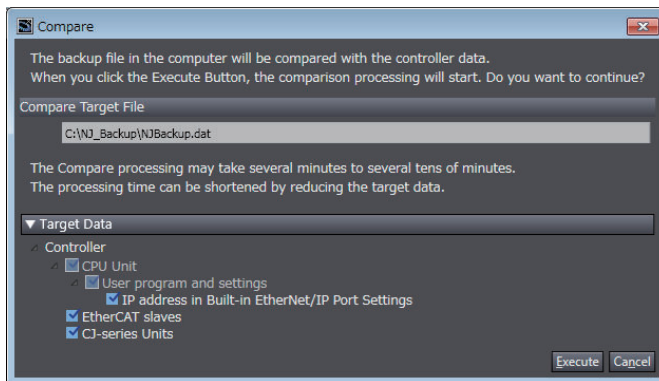 Compare
The backup file in the computer will be compared with the controller data.
When you click the Execute Button, the comparison processing will start. Do you want to continue?
Compare Target File
C:\NJ_Backup\NJBackup.dat
The Compare processing may take several minutes to several tens of minutes.
The processing time can be shortened by reducing the target data.
▼ Target Data
Controller
CPU Unit
User program and settings
IP address in Built-in EtherNet/IP Port Settings
EtherCAT slaves
CJ-series Units
Execute Cancel